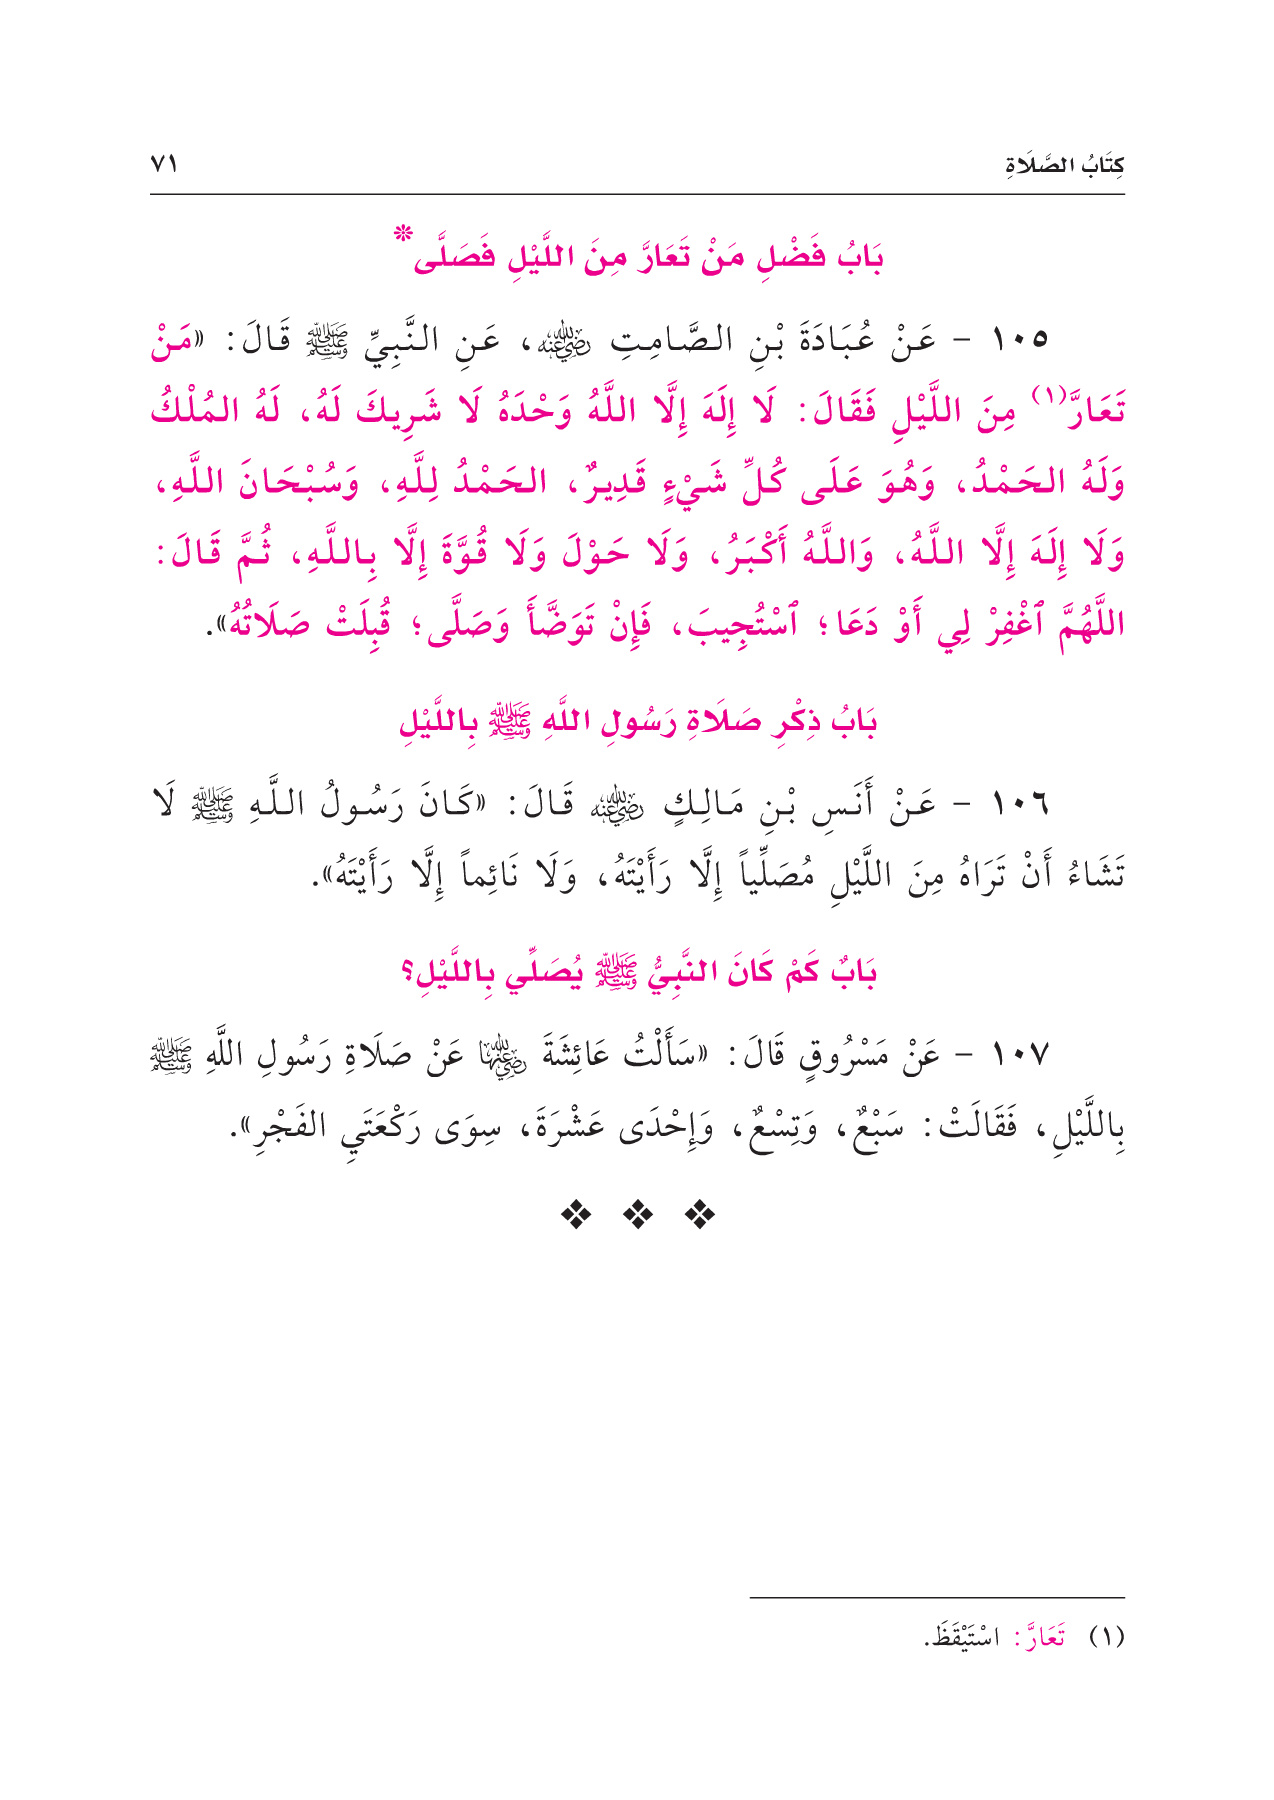 كِتَابُ الصَّلَاةِ ٧١
بَابُ فَضْلِ مَنْ تَعَارَّ مِنَ اللَّيْلِ فَصَلَّى*
١٠٥ - عَنْ عُبَادَةَ بْنِ الصَّامِتِ رضي الله عنه، عَنِ النَّبِيِّ ﷺ قَالَ: «مَنْ
تَعَارَّ(١) مِنَ اللَّيْلِ فَقَالَ: لَا إِلَهَ إِلَّا اللَّهُ وَحْدَهُ لَا شَرِيكَ لَهُ، لَهُ المُلْكُ
وَلَهُ الحَمْدُ، وَهُوَ عَلَى كُلِّ شَيْءٍ قَدِيرٌ، الحَمْدُ لِلَّهِ، وَسُبْحَانَ اللَّهِ،
وَلَا إِلَهَ إِلَّا اللَّهُ، وَاللَّهُ أَكْبَرُ، وَلَا حَوْلَ وَلَا قُوَّةَ إِلَّا بِاللَّهِ، ثُمَّ قَالَ:
اللَّهُمَّ ٱغْفِرْ لِي أَوْ دَعَا؛ ٱسْتُجِيبَ، فَإِنْ تَوَضَّأَ وَصَلَّى؛ قُبِلَتْ صَلَاتُهُ».
بَابُ ذِكْرِ صَلَاةِ رَسُولِ اللَّهِ ﷺ بِاللَّيْلِ
١٠٦ - عَنْ أَنَسِ بْنِ مَالِكٍ رضي الله عنه قَالَ: «كَانَ رَسُولُ اللَّهِ ﷺ لَا
تَشَاءُ أَنْ تَرَاهُ مِنَ اللَّيْلِ مُصَلِّياً إِلَّا رَأَيْتَهُ، وَلَا نَائِماً إِلَّا رَأَيْتَهُ».
بَابٌ كَمْ كَانَ النَّبِيُّ ﷺ يُصَلِّي بِاللَّيْلِ؟
١٠٧ - عَنْ مَسْرُوقٍ قَالَ: «سَأَلْتُ عَائِشَةَ رضي الله عنها عَنْ صَلَاةِ رَسُولِ اللَّهِ ﷺ
بِاللَّيْلِ، فَقَالَتْ: سَبْعٌ، وَتِسْعٌ، وَإِحْدَى عَشْرَةَ، سِوَى رَكْعَتَيِ الفَجْرِ».
(١) تَعَارَّ: اسْتَيْقَظَ.